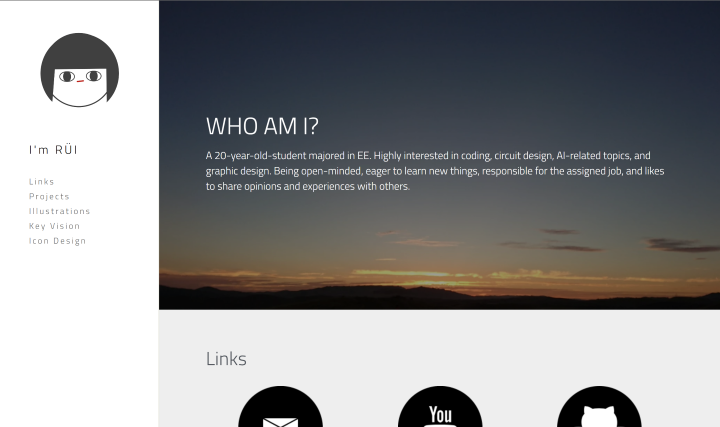 I'm RÜI
Links
Projects
Illustrations
Key Vision
Icon Design
WHO AM I?
A 20-year-old-student majored in EE. Highly interested in coding, circuit design, AI-related topics, and
graphic design. Being open-minded, eager to learn new things, responsible for the assigned job, and likes
to share opinions and experiences with others.
Links
You